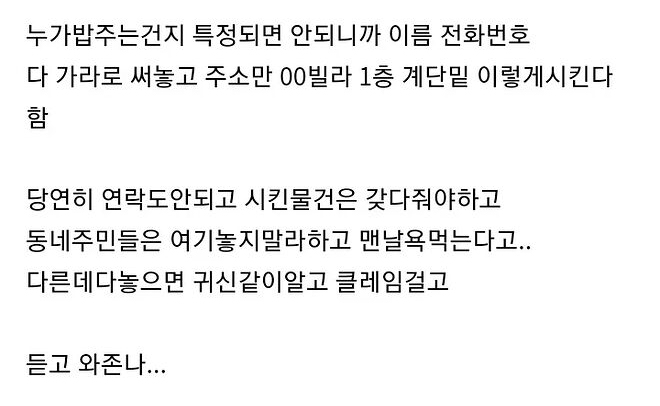 누가밥주는건지 특정되면 안되니까 이름 전화번호
다 가라로 써놓고 주소만 00빌라 1층 계단밑 이렇게시킨다
함
당연히 연락도안되고 시킨물건은 갖다줘야하고
동네주민들은 여기놓지말라하고 맨날욕먹는다고..
다른데다놓으면 귀신같이알고 클레임걸고
듣고 와존나...